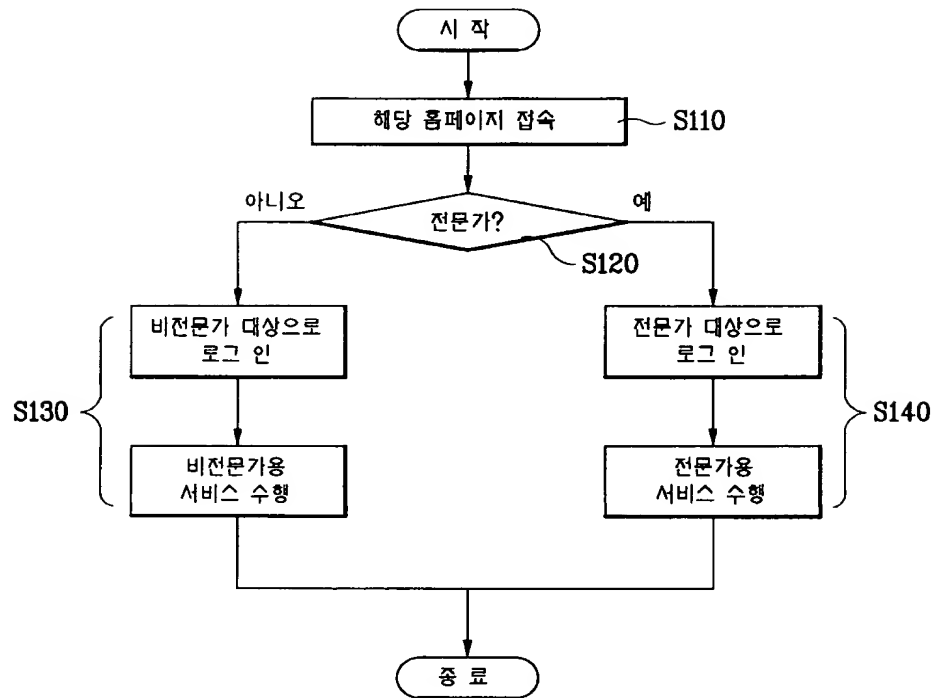 시 작
해당 홈페이지 접속
S110
아니오
예
전문가?
S120
비전문가 대상으로
로그 인
전문가 대상으로
로그 인
S130
S140
비전문가용
서비스 수행
전문가용
서비스 수행
종 료